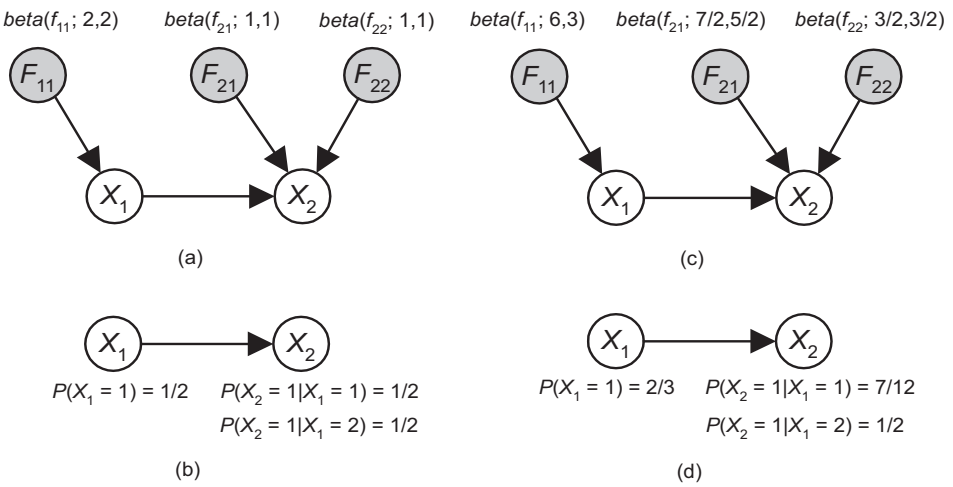 beta(f₁₁; 2,2) beta(f₂₁; 1,1) beta(f₂₂; 1,1)
F₁₁ F₂₁ F₂₂
X₁ X₂
(a)
X₁ X₂
P(X₁ = 1) = 1/2 P(X₂ = 1|X₁ = 1) = 1/2
P(X₂ = 1|X₁ = 2) = 1/2
(b)
beta(f₁₁; 6,3) beta(f₂₁; 7/2,5/2) beta(f₂₂; 3/2,3/2)
F₁₁ F₂₁ F₂₂
X₁ X₂
(c)
X₁ X₂
P(X₁ = 1) = 2/3 P(X₂ = 1|X₁ = 1) = 7/12
P(X₂ = 1|X₁ = 2) = 1/2
(d)